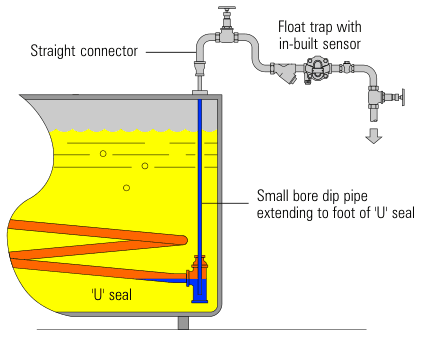 Float trap with
in-built sensor
Straight connector
Small bore dip pipe
extending to foot of 'U' seal
'U' seal